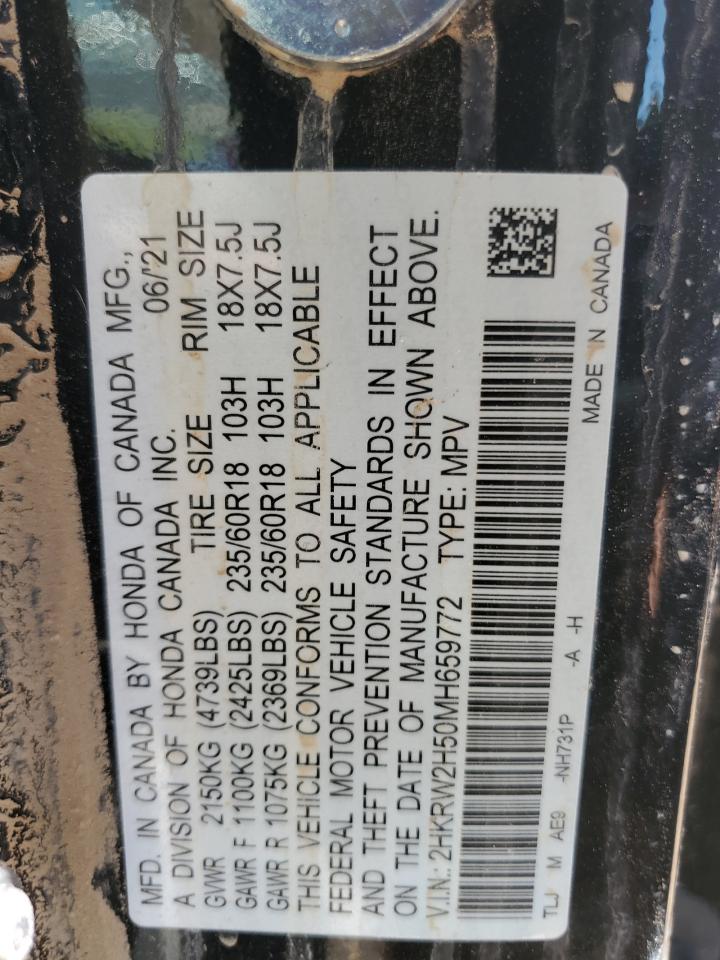 MFD. IN CANADA BY HONDA OF CANADA MFG.,
A DIVISION OF HONDA CANADA INC. 06/'21
GVWR 2150KG (4739LBS) TIRE SIZE RIM SIZE
GAWR F 1100KG (2425LBS) 235/60R18 103H 18X7.5J
GAWR R 1075KG (2369LBS) 235/60R18 103H 18X7.5J
THIS VEHICLE CONFORMS TO ALL APPLICABLE
FEDERAL MOTOR VEHICLE SAFETY
AND THEFT PREVENTION STANDARDS IN EFFECT
ON THE DATE OF MANUFACTURE SHOWN ABOVE.
V.I.N.: 2HKRW2H50MH659772 TYPE: MPV
TLJ M AE9 -NH731P -A -H
MADE IN CANADA